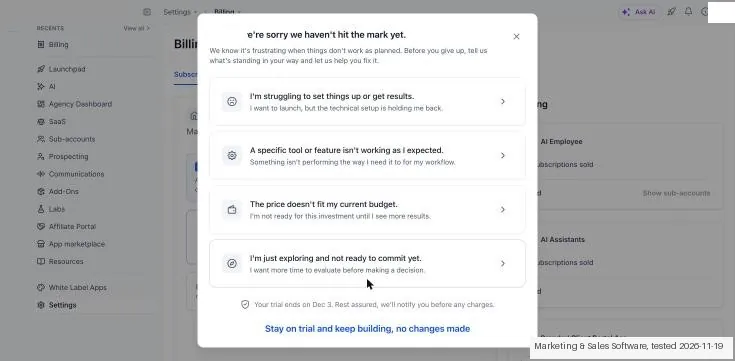 Settings
Billing
Ask AI
RECENTS
View all
Billing
Launchpad
AI
Agency Dashboard
SaaS
Sub-accounts
Prospecting
Communications
Add-Ons
Labs
Affiliate Portal
App marketplace
Resources
White Label Apps
Settings
e're sorry we haven't hit the mark yet.
We know it's frustrating when things don't work as planned. Before you give up, tell us
what's standing in your way and let us help you fix it.
I'm struggling to set things up or get results.
I want to launch, but the technical setup is holding me back.
A specific tool or feature isn't working as I expected.
Something isn't performing the way I need it to for my workflow.
The price doesn't fit my current budget.
I'm not ready for this investment until I see more results.
I'm just exploring and not ready to commit yet.
I want more time to evaluate before making a decision.
Your trial ends on Dec 3. Rest assured, we'll notify you before any charges.
Stay on trial and keep building, no changes made
AI Employee
Show sub-accounts
AI Assistants
Marketing & Sales Software, tested 2026-11-19